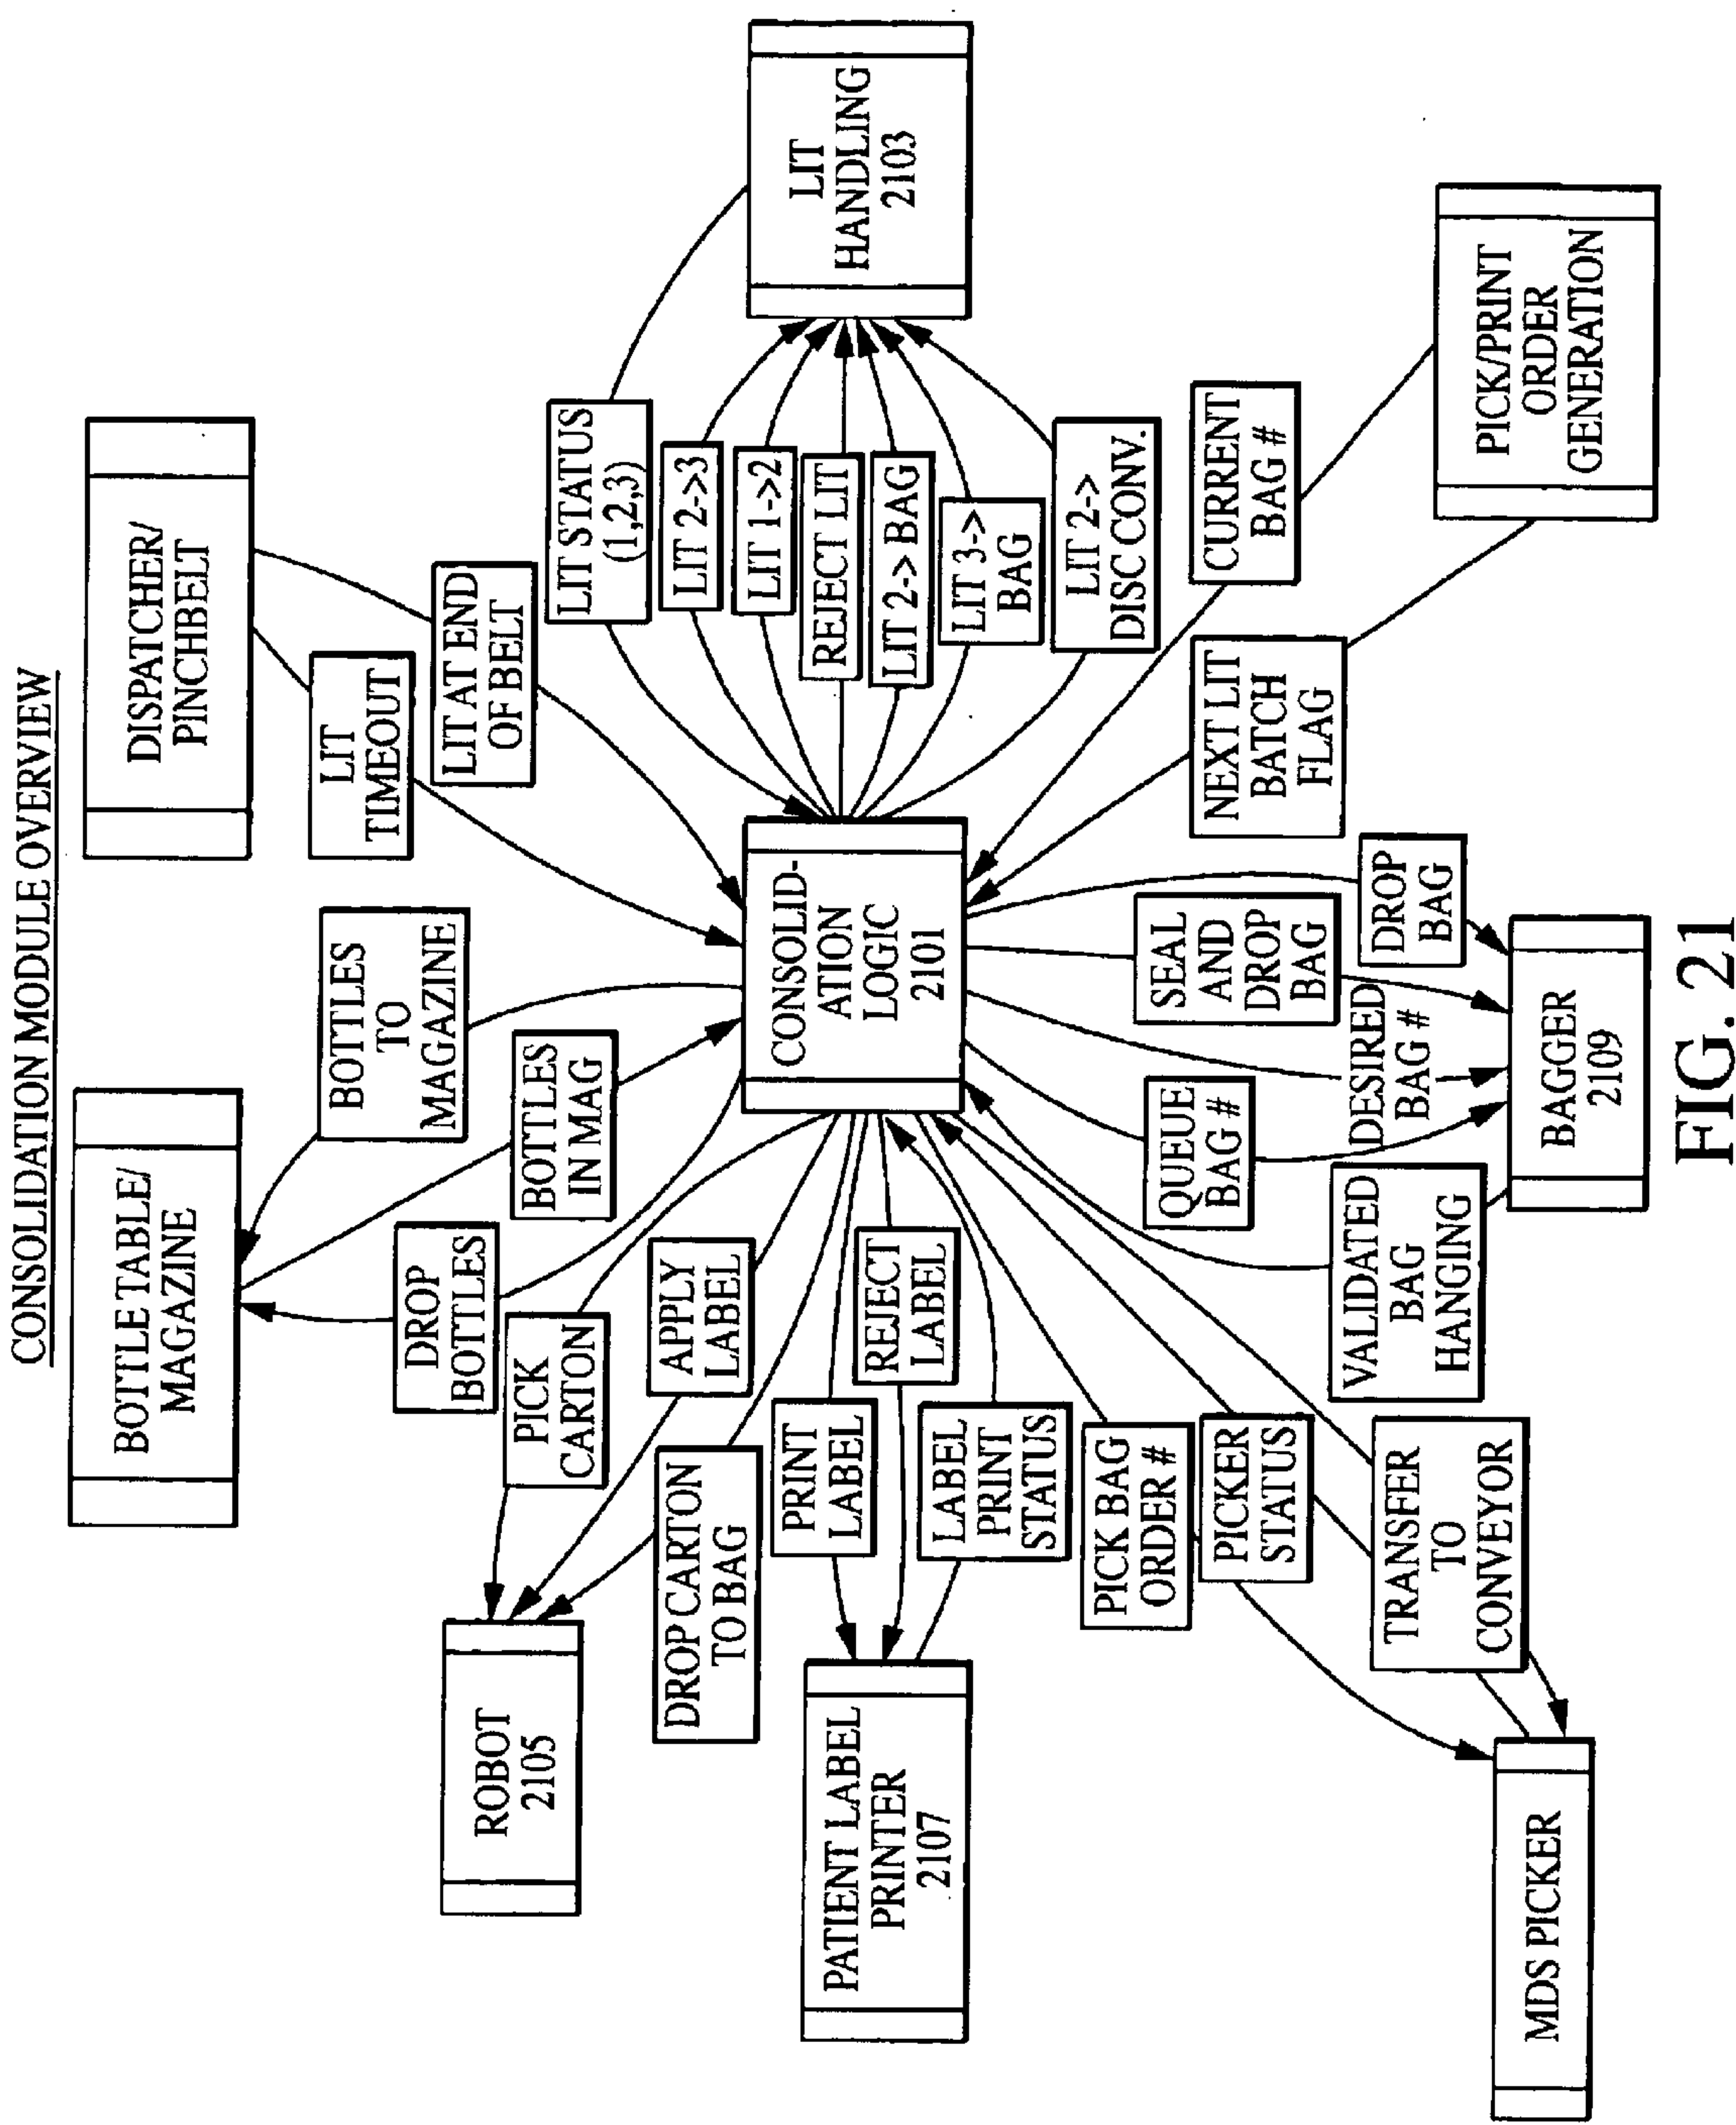 CONSOLIDATION MODULE OVERVIEW
BOTTLE TABLE/
MAGAZINE
DISPATCHER/
PINCHBELT
BOTTLES
TO
MAGAZINE
LIT
TIMEOUT
LIT AT END
OF BELT
BOTTLES
IN MAG
DROP
BOTTLES
PICK
CARTON
ROBOT
2105
APPLY
LABEL
DROP CARTON
TO BAG
LIT STATUS
(1,2,3)
LIT 2->3
LIT 1->2
REJECT LIT
LIT 2-> BAG
LIT 3->
BAG
LIT 2->
DISC CONV.
LIT
HANDLING
2103
CONSOLID-
ATION
LOGIC
2101
PRINT
LABEL
REJECT
LABEL
LABEL
PRINT
STATUS
PATIENT LABEL
PRINTER
2107
PICK BAG
ORDER #
PICKER
STATUS
TRANSFER
TO
CONVEYOR
MDS PICKER
VALIDATED
BAG
HANGING
QUEUE
BAG #
DESIRED
BAG #
SEAL
AND
DROP
BAG
DROP
BAG
BAGGER
2109
NEXT LIT
BATCH
FLAG
CURRENT
BAG #
PICK/PRINT
ORDER
GENERATION
FIG. 21